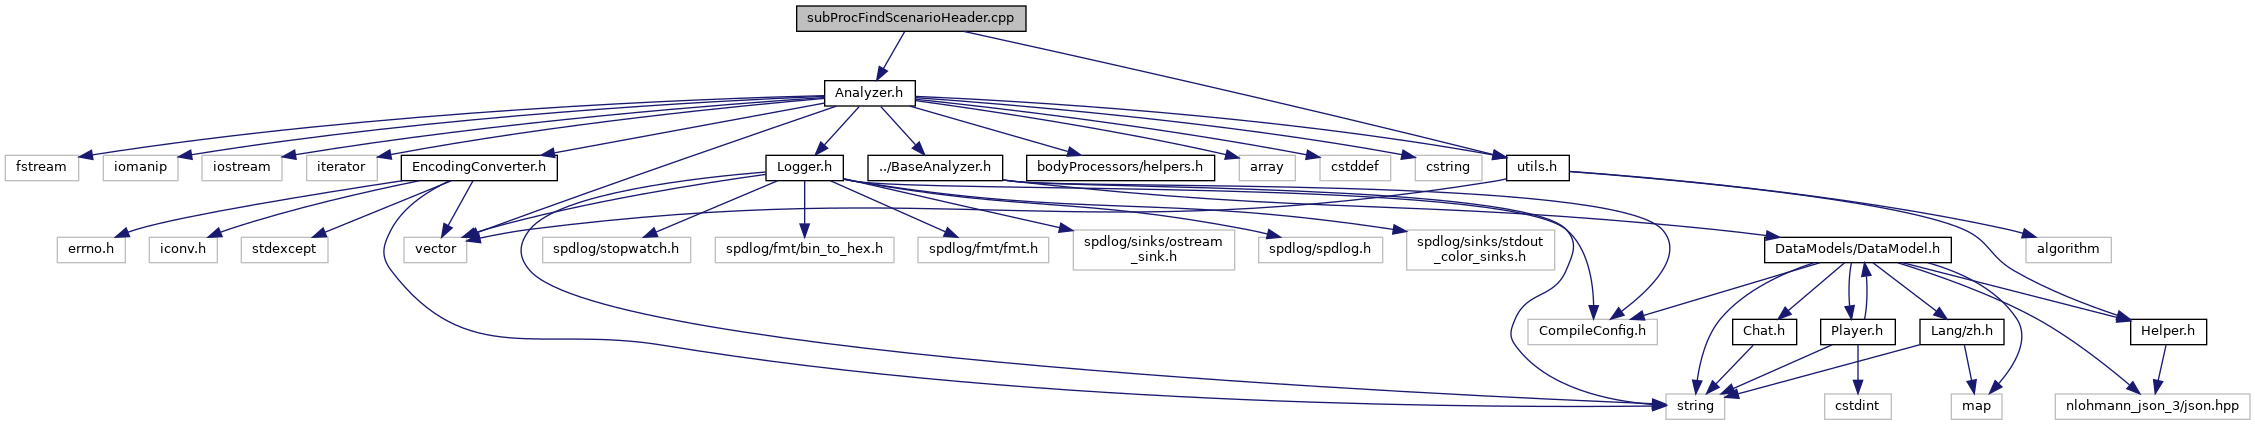 subProcFindScenarioHeader.cpp
Analyzer.h
fstream
iomanip
iostream
iterator
EncodingConverter.h
Logger.h
../BaseAnalyzer.h
bodyProcessors/helpers.h
array
cstddef
cstring
utils.h
errno.h
iconv.h
stdexcept
vector
spdlog/stopwatch.h
spdlog/fmt/bin_to_hex.h
spdlog/fmt/fmt.h
spdlog/sinks/ostream
_sink.h
spdlog/spdlog.h
spdlog/sinks/stdout
_color_sinks.h
DataModels/DataModel.h
algorithm
CompileConfig.h
Chat.h
Player.h
Lang/zh.h
Helper.h
string
cstdint
map
nlohmann_json_3/json.hpp